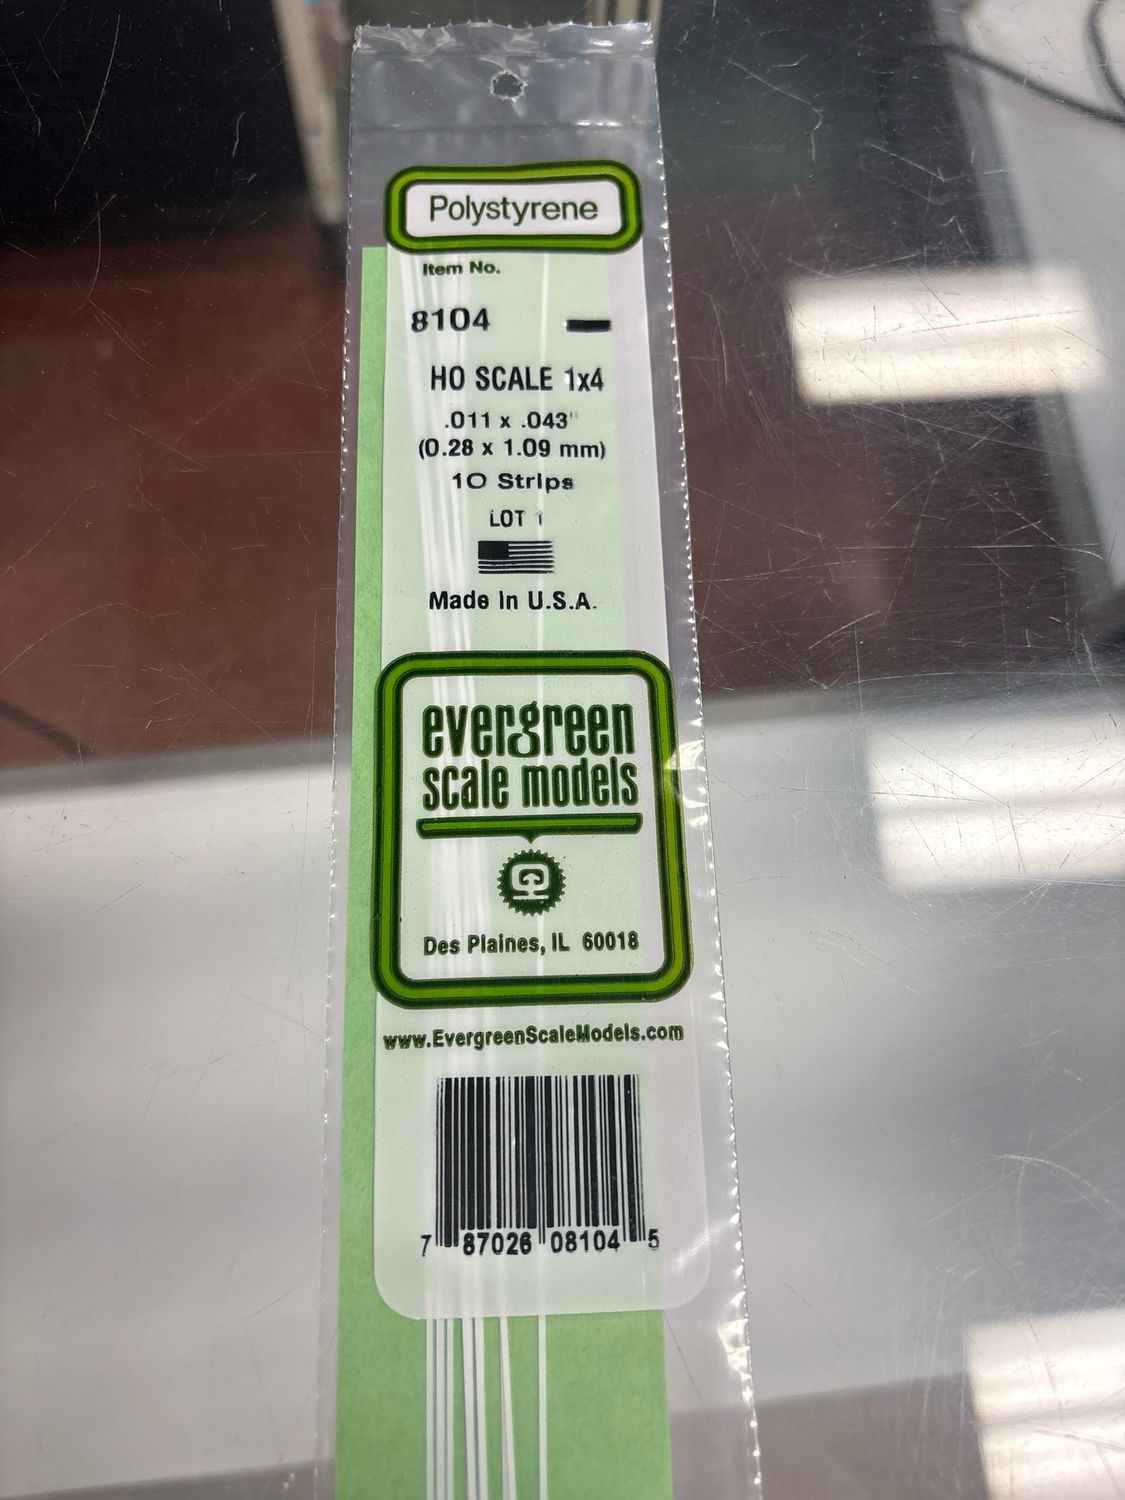 Polystyrene
Item No.
8104
HO SCALE 1x4
.011 x .043"
(0.28 x 1.09 mm)
10 Strips
LOT 1
Made in U.S.A.
evergreen
scale models
Des Plaines, IL 60018
www.EvergreenScaleModels.com
7 87026 08104 5